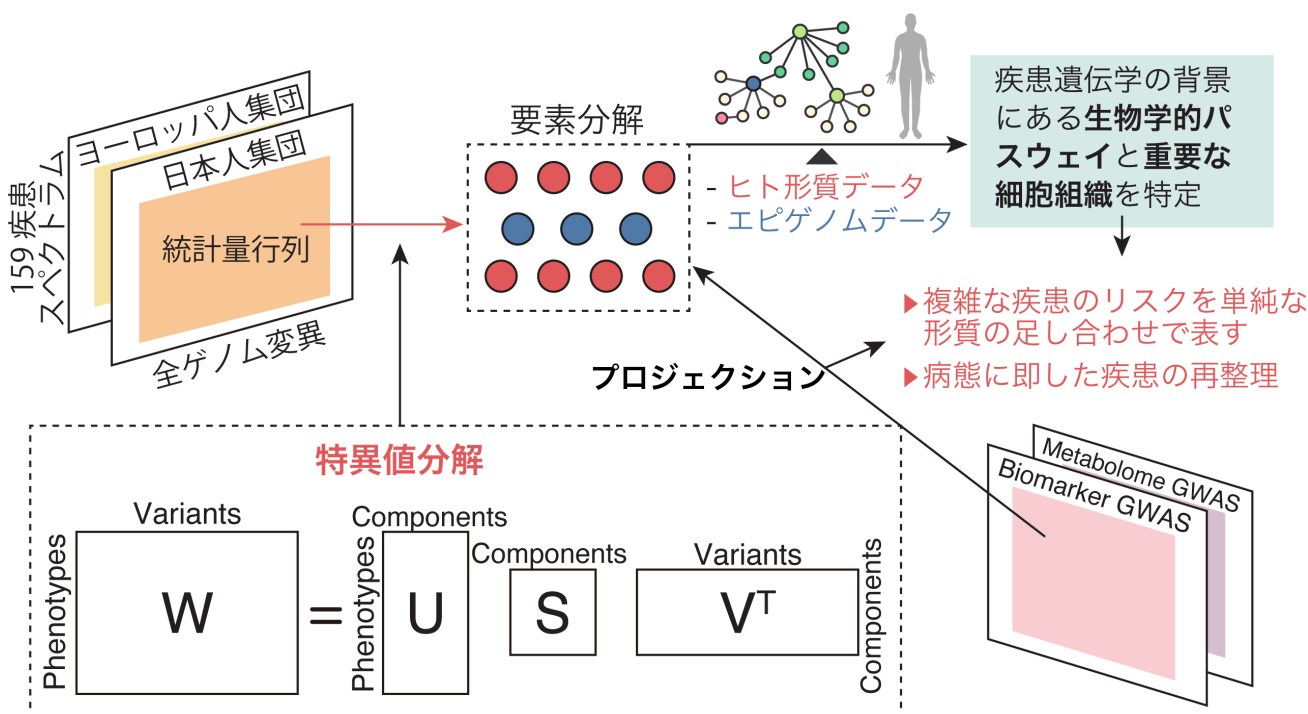 159 疾患
スペクトラム
ヨーロッパ人集団
日本人集団
統計量行列
全ゲノム変異
要素分解
- ヒト形質データ
- エピゲノムデータ
疾患遺伝学の背景
にある生物学的パ
スウェイと重要な
細胞組織を特定
複雑な疾患のリスクを単純な
形質の足し合わせで表す
病態に即した疾患の再整理
プロジェクション
Metabolome GWAS
Biomarker GWAS
特異値分解
Variants
Phenotypes
W
=
Components
Phenotypes
U
Components
S
Variants
Vᵀ
Components